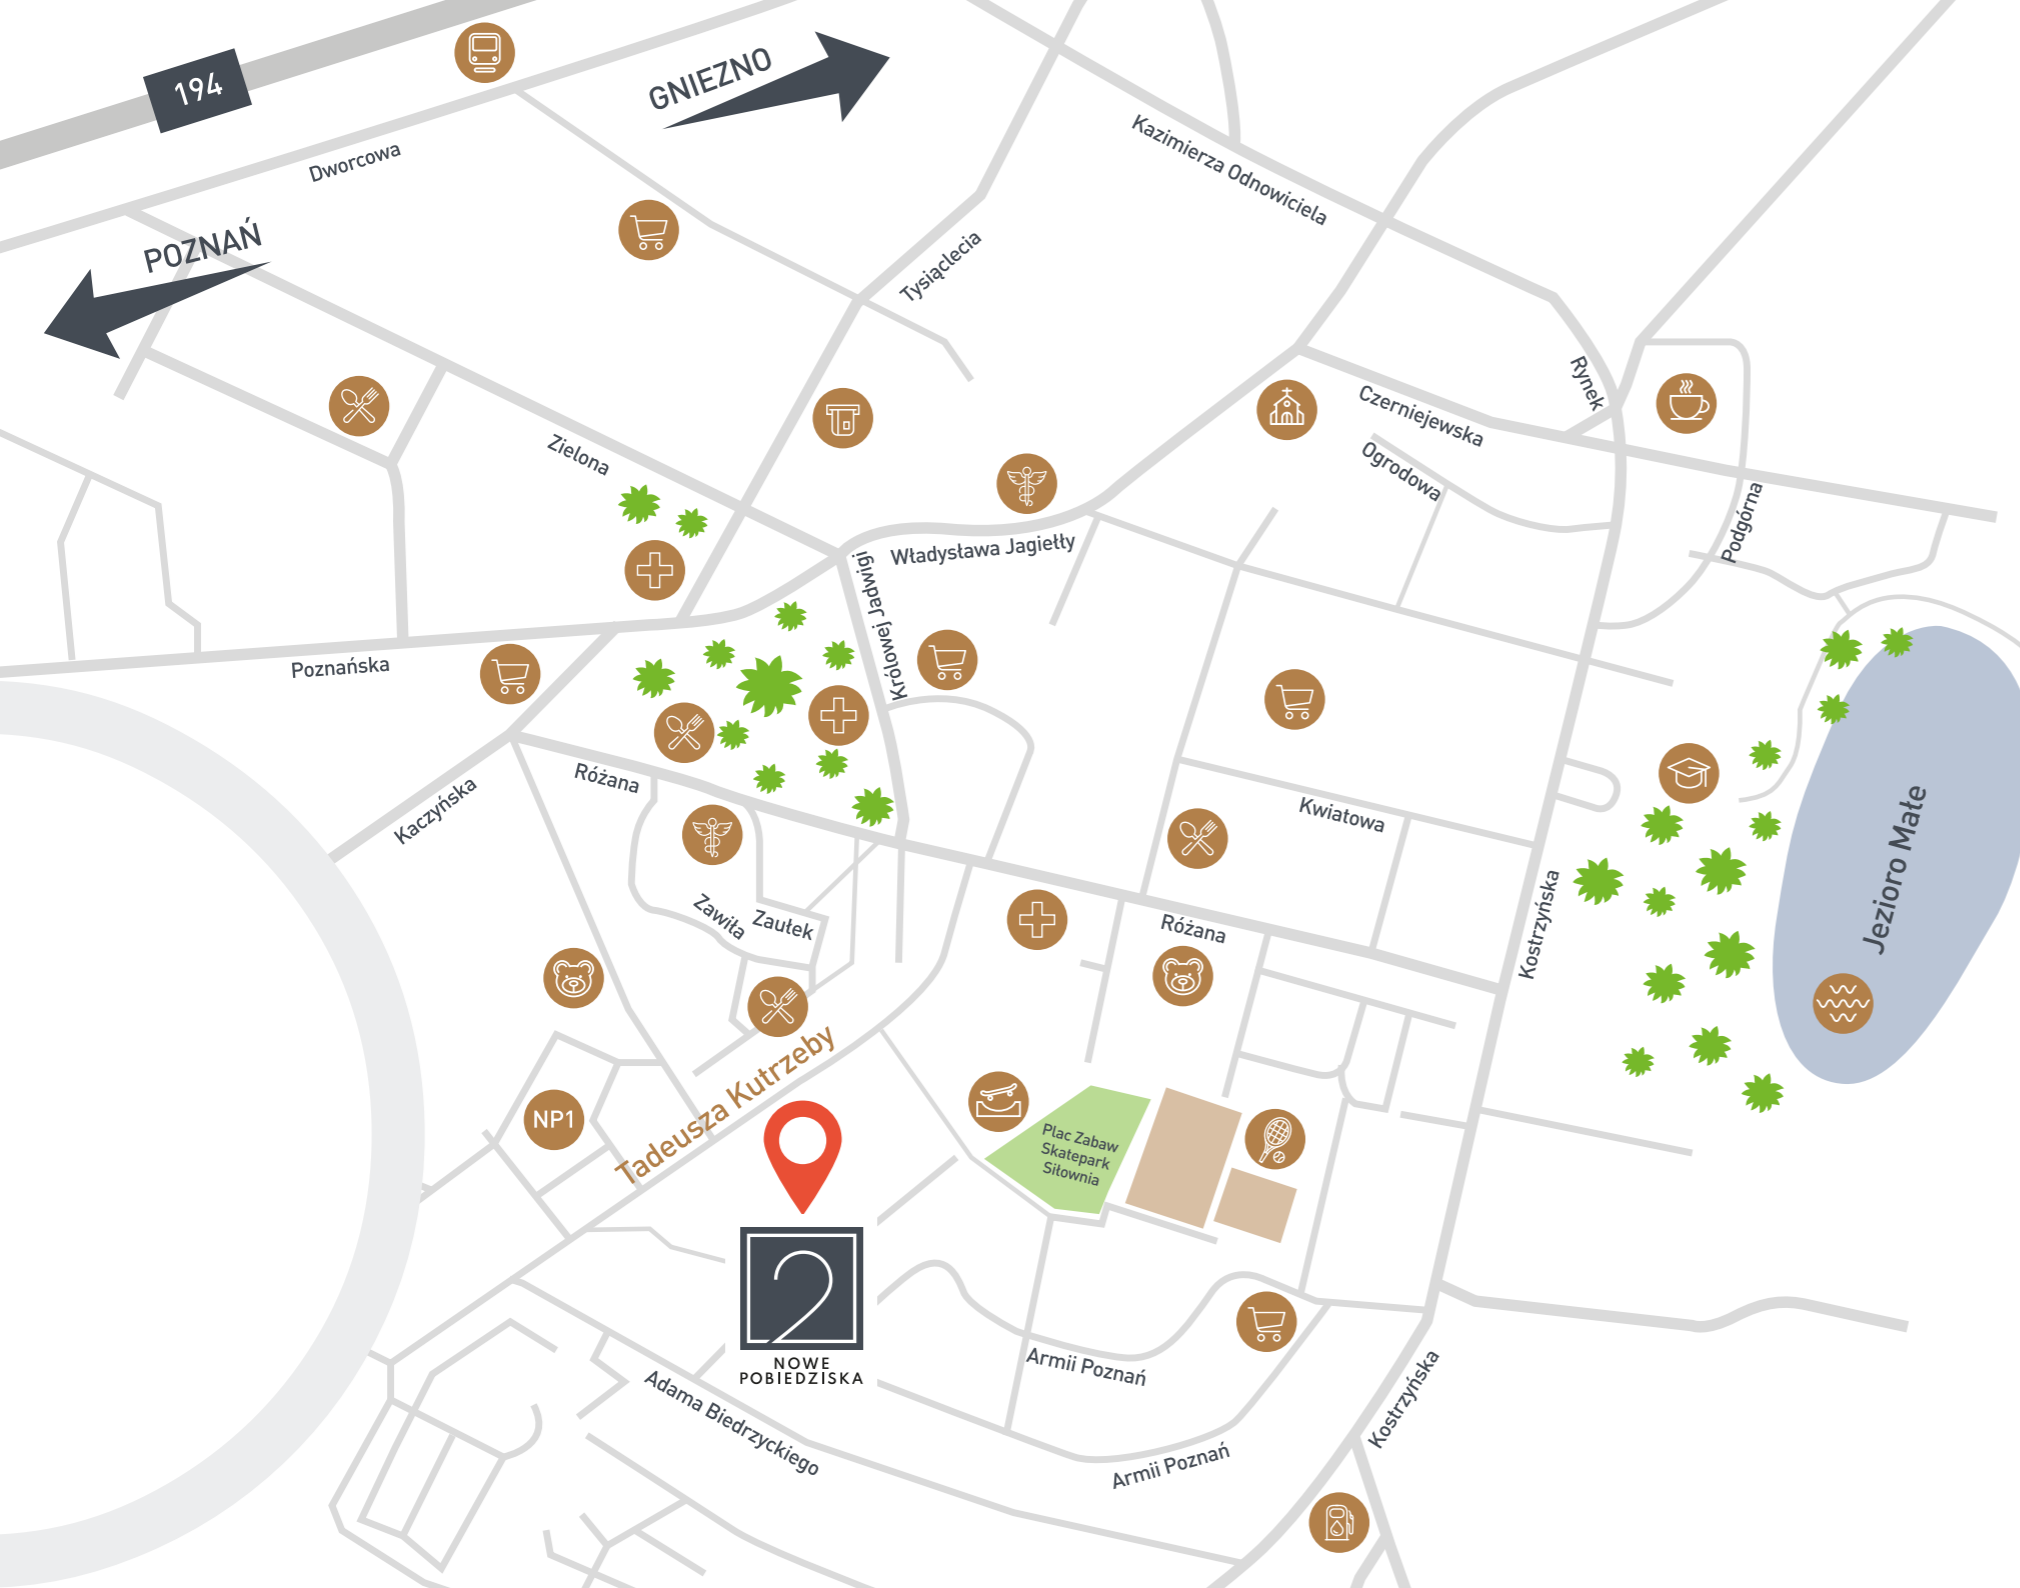 194
GNIEZNO
Dworcowa
Kazimierza Odnowiciela
POZNAŃ
Tysiąclecia
Rynek
Czerniejewska
Zielona
Ogrodowa
Podgórna
Władysława Jagiełły
Królowej Jadwigi
Poznańska
Różana
Kaczyńska
Kwiatowa
Jezioro Małe
Zawiła
Zaułek
Różana
Kostrzyńska
Tadeusza Kutrzeby
NP1
Plac Zabaw
Skatepark
Siłownia
2
NOWE
POBIEDZISKA
Armii Poznań
Adama Biedrzyckiego
Kostrzyńska
Armii Poznań